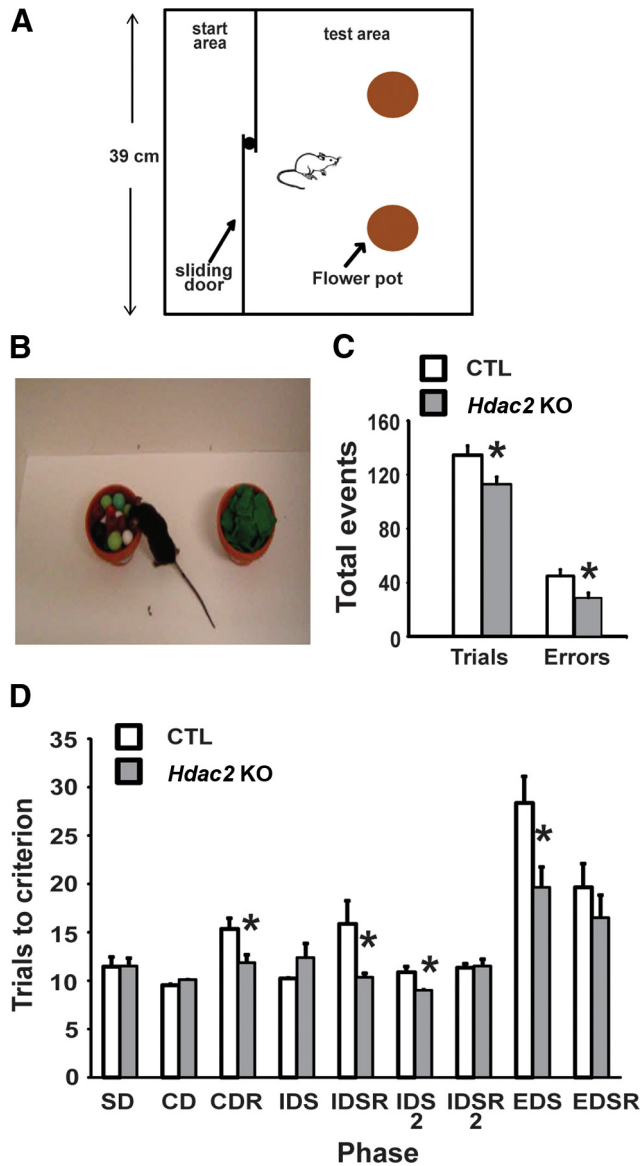 A
start
area
test area
39 cm
sliding
door
Flower pot
B
C
CTL
Hdac2 KO
160
120
80
40
0
Total events
*
*
Trials
Errors
D
CTL
Hdac2 KO
35
30
25
20
15
10
5
0
Trials to criterion
*
*
*
*
SD CD CDR IDS IDSR IDS IDSR EDS EDSR
2 2
Phase